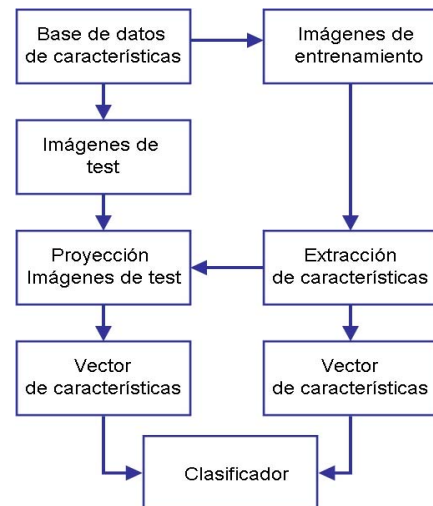 Base de datos
de características
Imágenes de
entrenamiento
Imágenes de
test
Proyección
Imágenes de test
Extracción
de características
Vector
de características
Vector
de características
Clasificador